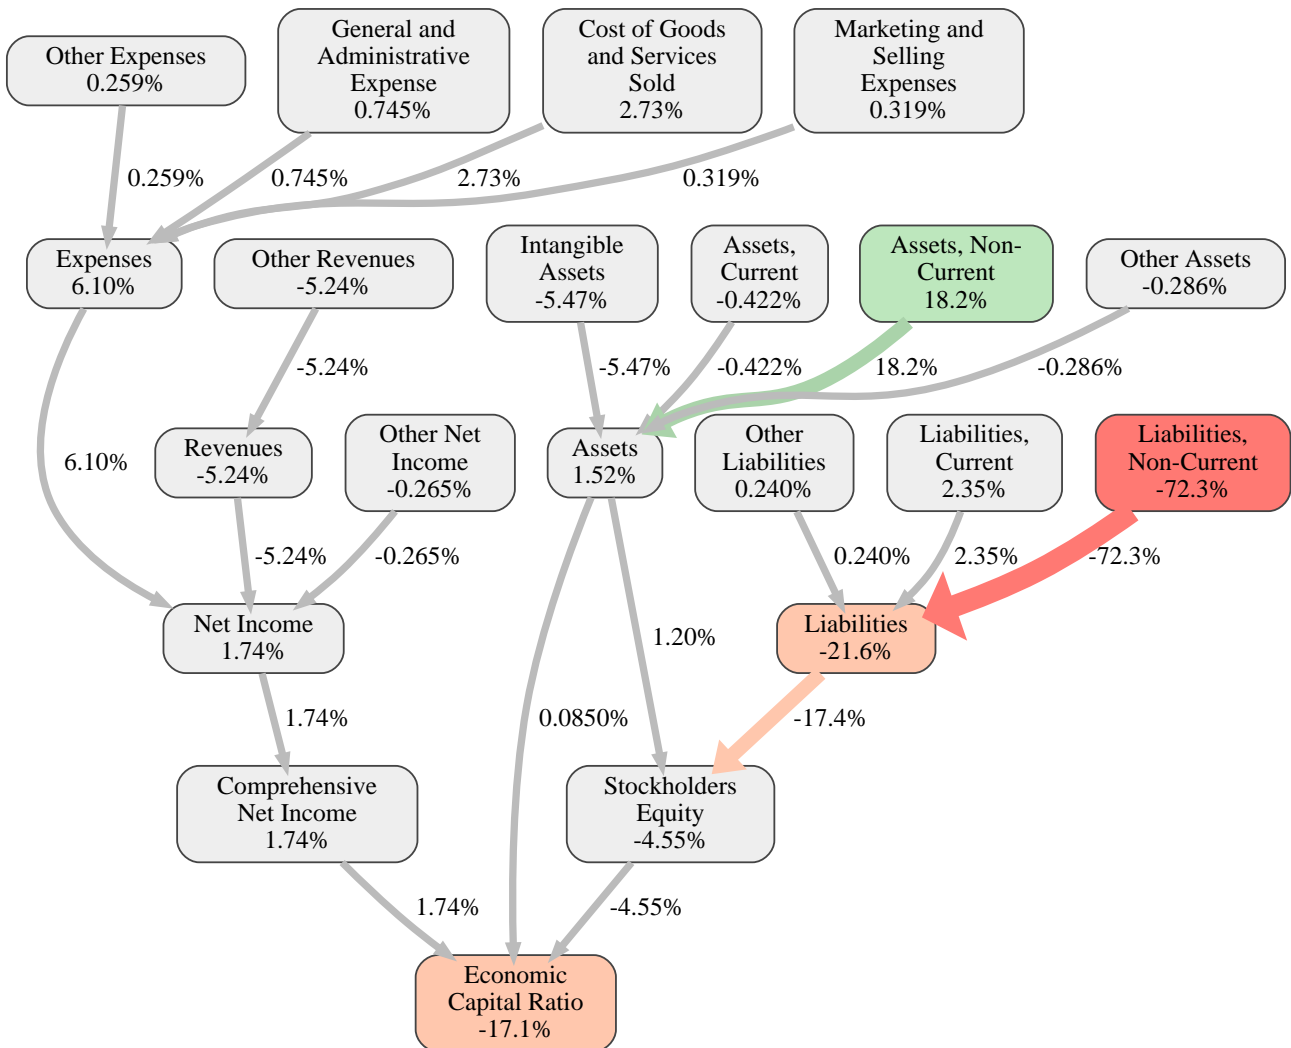 Other Expenses
0.259%
General and
Administrative
Expense
0.745%
Cost of Goods
and Services
Sold
2.73%
Marketing and
Selling
Expenses
0.319%
0.259%
0.745%
2.73%
0.319%
Expenses
6.10%
Other Revenues
-5.24%
Intangible
Assets
-5.47%
Assets,
Current
-0.422%
Assets, Non-
Current
18.2%
Other Assets
-0.286%
-5.24%
-5.47%
-0.422%
18.2%
-0.286%
6.10%
Revenues
-5.24%
Other Net
Income
-0.265%
Assets
1.52%
Other
Liabilities
0.240%
Liabilities,
Current
2.35%
Liabilities,
Non-Current
-72.3%
-5.24%
-0.265%
0.240%
2.35%
-72.3%
Net Income
1.74%
1.20%
Liabilities
-21.6%
1.74%
0.0850%
-17.4%
Comprehensive
Net Income
1.74%
Stockholders
Equity
-4.55%
1.74%
-4.55%
Economic
Capital Ratio
-17.1%